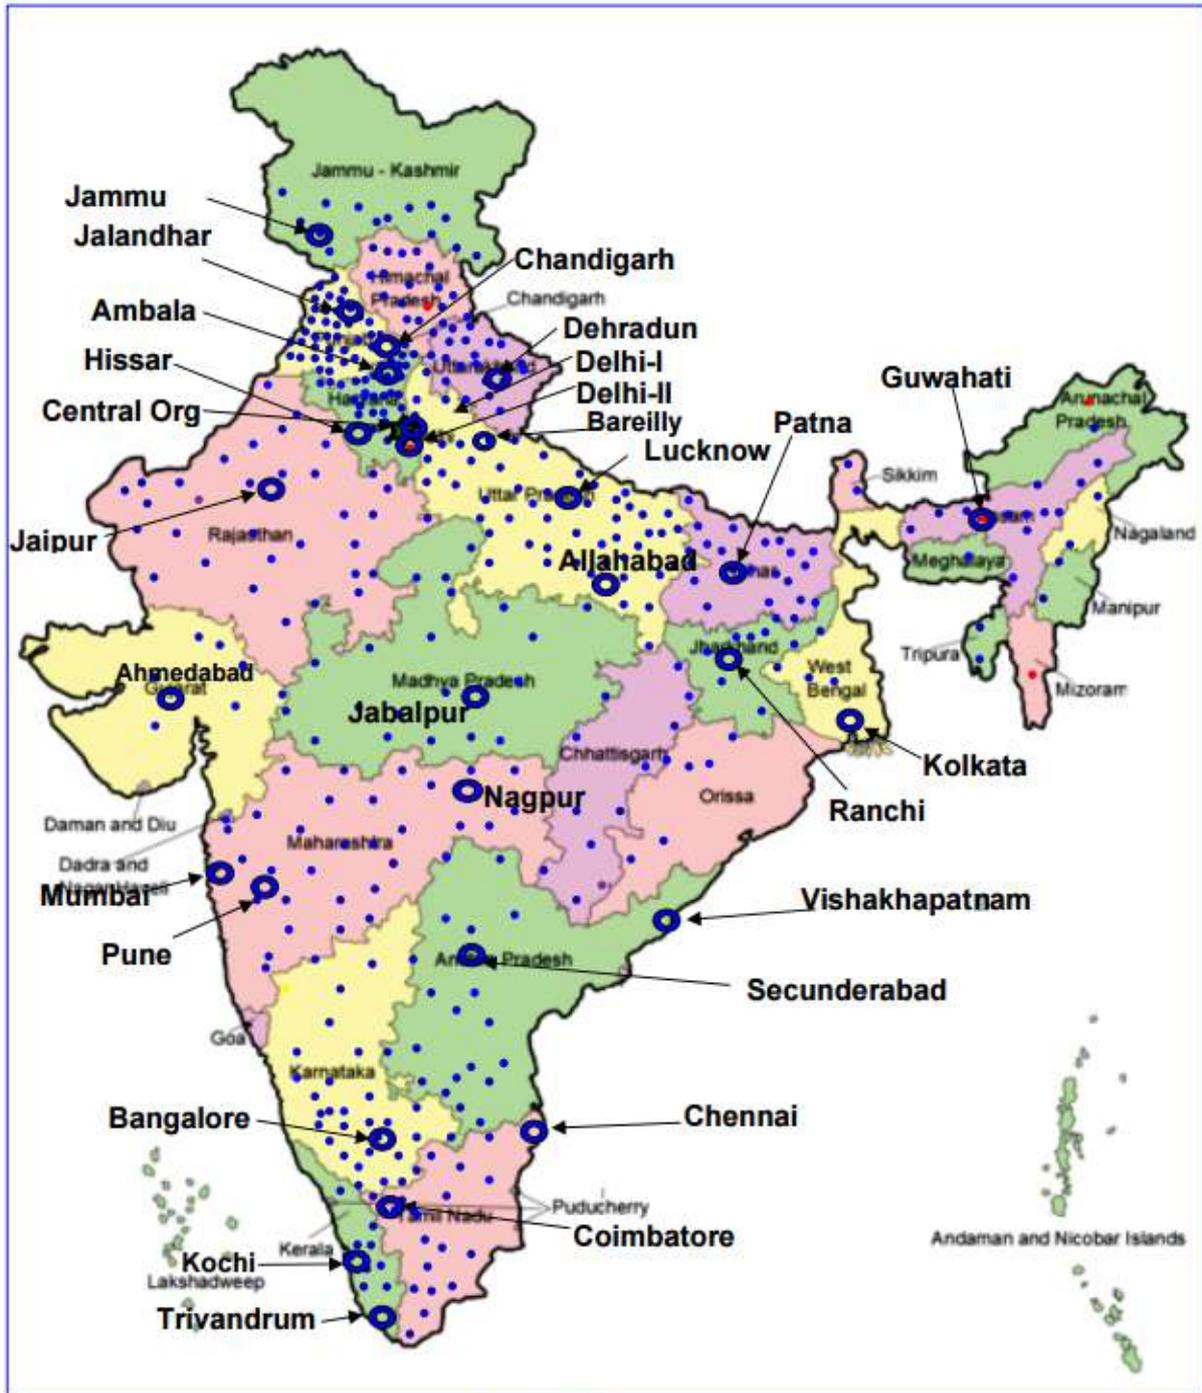 Jammu - Kashmir
Jammu
Jalandhar
Himachal
Pradesh
Chandigarh
Chandigarh
Ambala
Dehradun
Hissar
Delhi-I
Delhi-II
Central Org
Bareilly
Guwahati
Patna
Lucknow
Arunachal
Pradesh
Sikkim
Jaipur
Rajasthan
Nagaland
Allahabad
Meghalaya
Manipur
Jharkhand
Tripura
West
Bengal
Mizoram
Ahmedabad
Gujarat
Madhya Pradesh
Jabalpur
Chhattisgarh
Kolkata
Nagpur
Orissa
Ranchi
Daman and Diu
Maharashtra
Dadra and
Nagar Haveli
Mumbai
Vishakhapatnam
Pune
Andhra Pradesh
Secunderabad
Goa
Karnataka
Bangalore
Chennai
Puducherry
Tamil Nadu
Coimbatore
Kerala
Andaman and Nicobar Islands
Kochi
Lakshadweep
Trivandrum